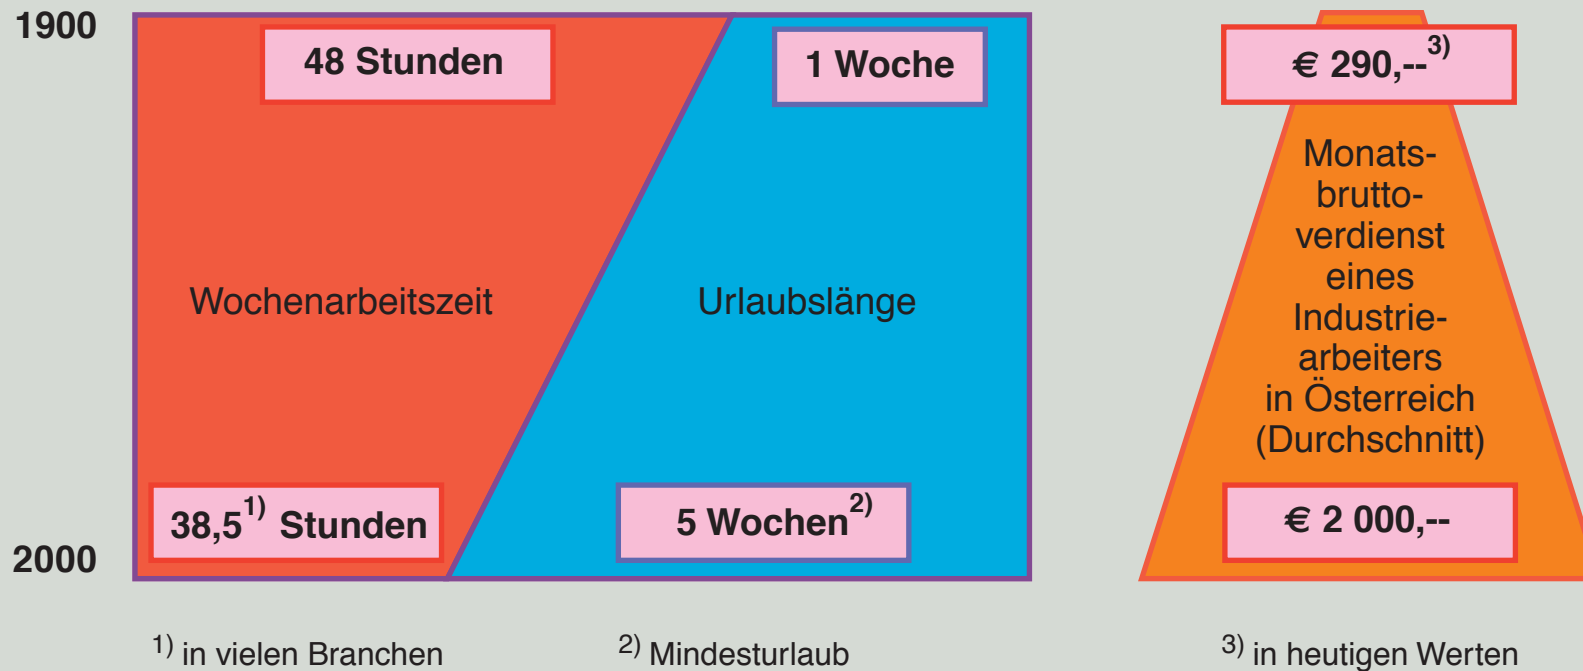 1900
48 Stunden
1 Woche
€ 290,--3)
Monats-
brutto-
verdienst
eines
Industrie-
arbeiters
in Österreich
(Durchschnitt)
Wochenarbeitszeit
Urlaubslänge
2000
38,51) Stunden
5 Wochen2)
€ 2 000,--
1) in vielen Branchen
2) Mindesturlaub
3) in heutigen Werten